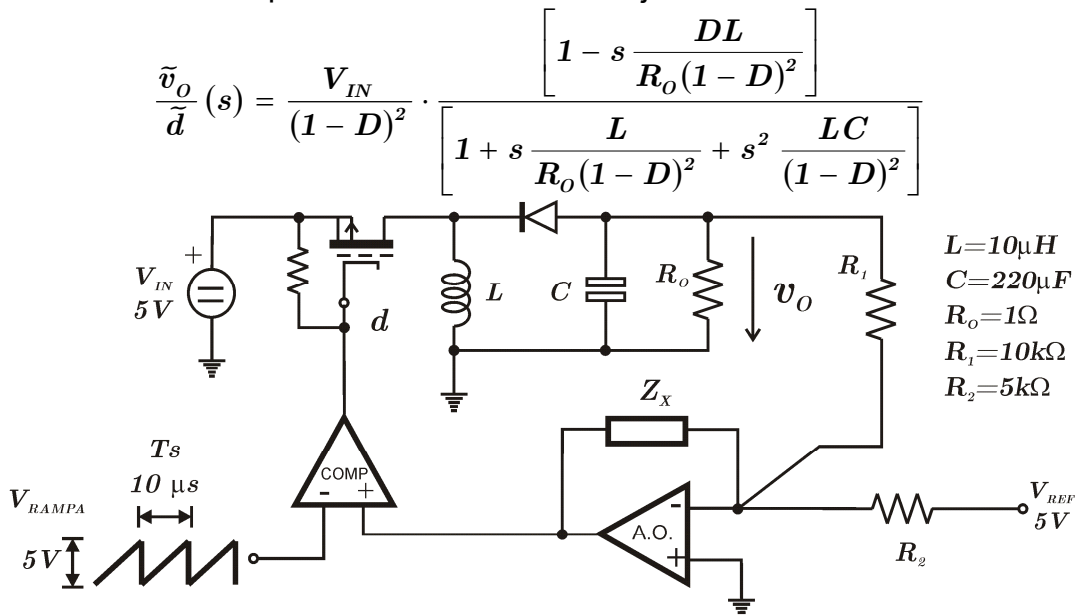 ṽ_O/d̃ (s) = V_IN/(1 − D)² · [1 − s DL/(R_O(1 − D)²)] / [1 + s L/(R_O(1 − D)²) + s² LC/(1 − D)²]
+
V_IN
5V
d
L
C
R_O
v_O
R_1
L=10μH
C=220μF
R_O=1Ω
R_1=10kΩ
R_2=5kΩ
Z_X
Ts
10 μs
V_RAMPA
5V
COMP
- +
A.O.
-
+
R_2
V_REF
5V